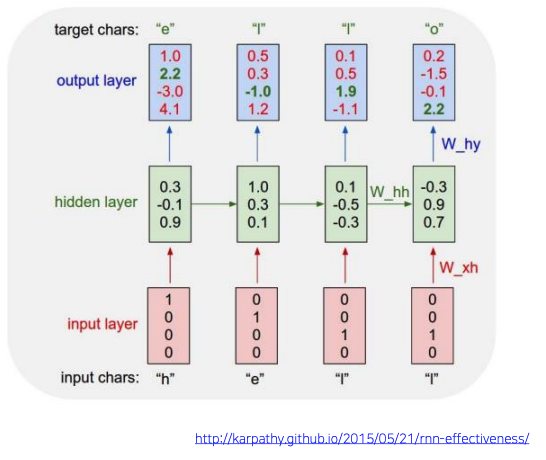 target chars: "e" "l" "l" "o"
1.0 0.5 0.1 0.2
2.2 0.3 0.5 -1.5
output layer
-3.0 -1.0 1.9 -0.1
4.1 1.2 -1.1 2.2
W_hy
0.3 1.0 0.1 -0.3
W_hh
hidden layer -0.1 0.3 -0.5 0.9
0.9 0.1 -0.3 0.7
W_xh
1 0 0 0
0 1 0 0
input layer
0 0 1 1
0 0 0 0
input chars: "h" "e" "l" "l"
http://karpathy.github.io/2015/05/21/rnn-effectiveness/